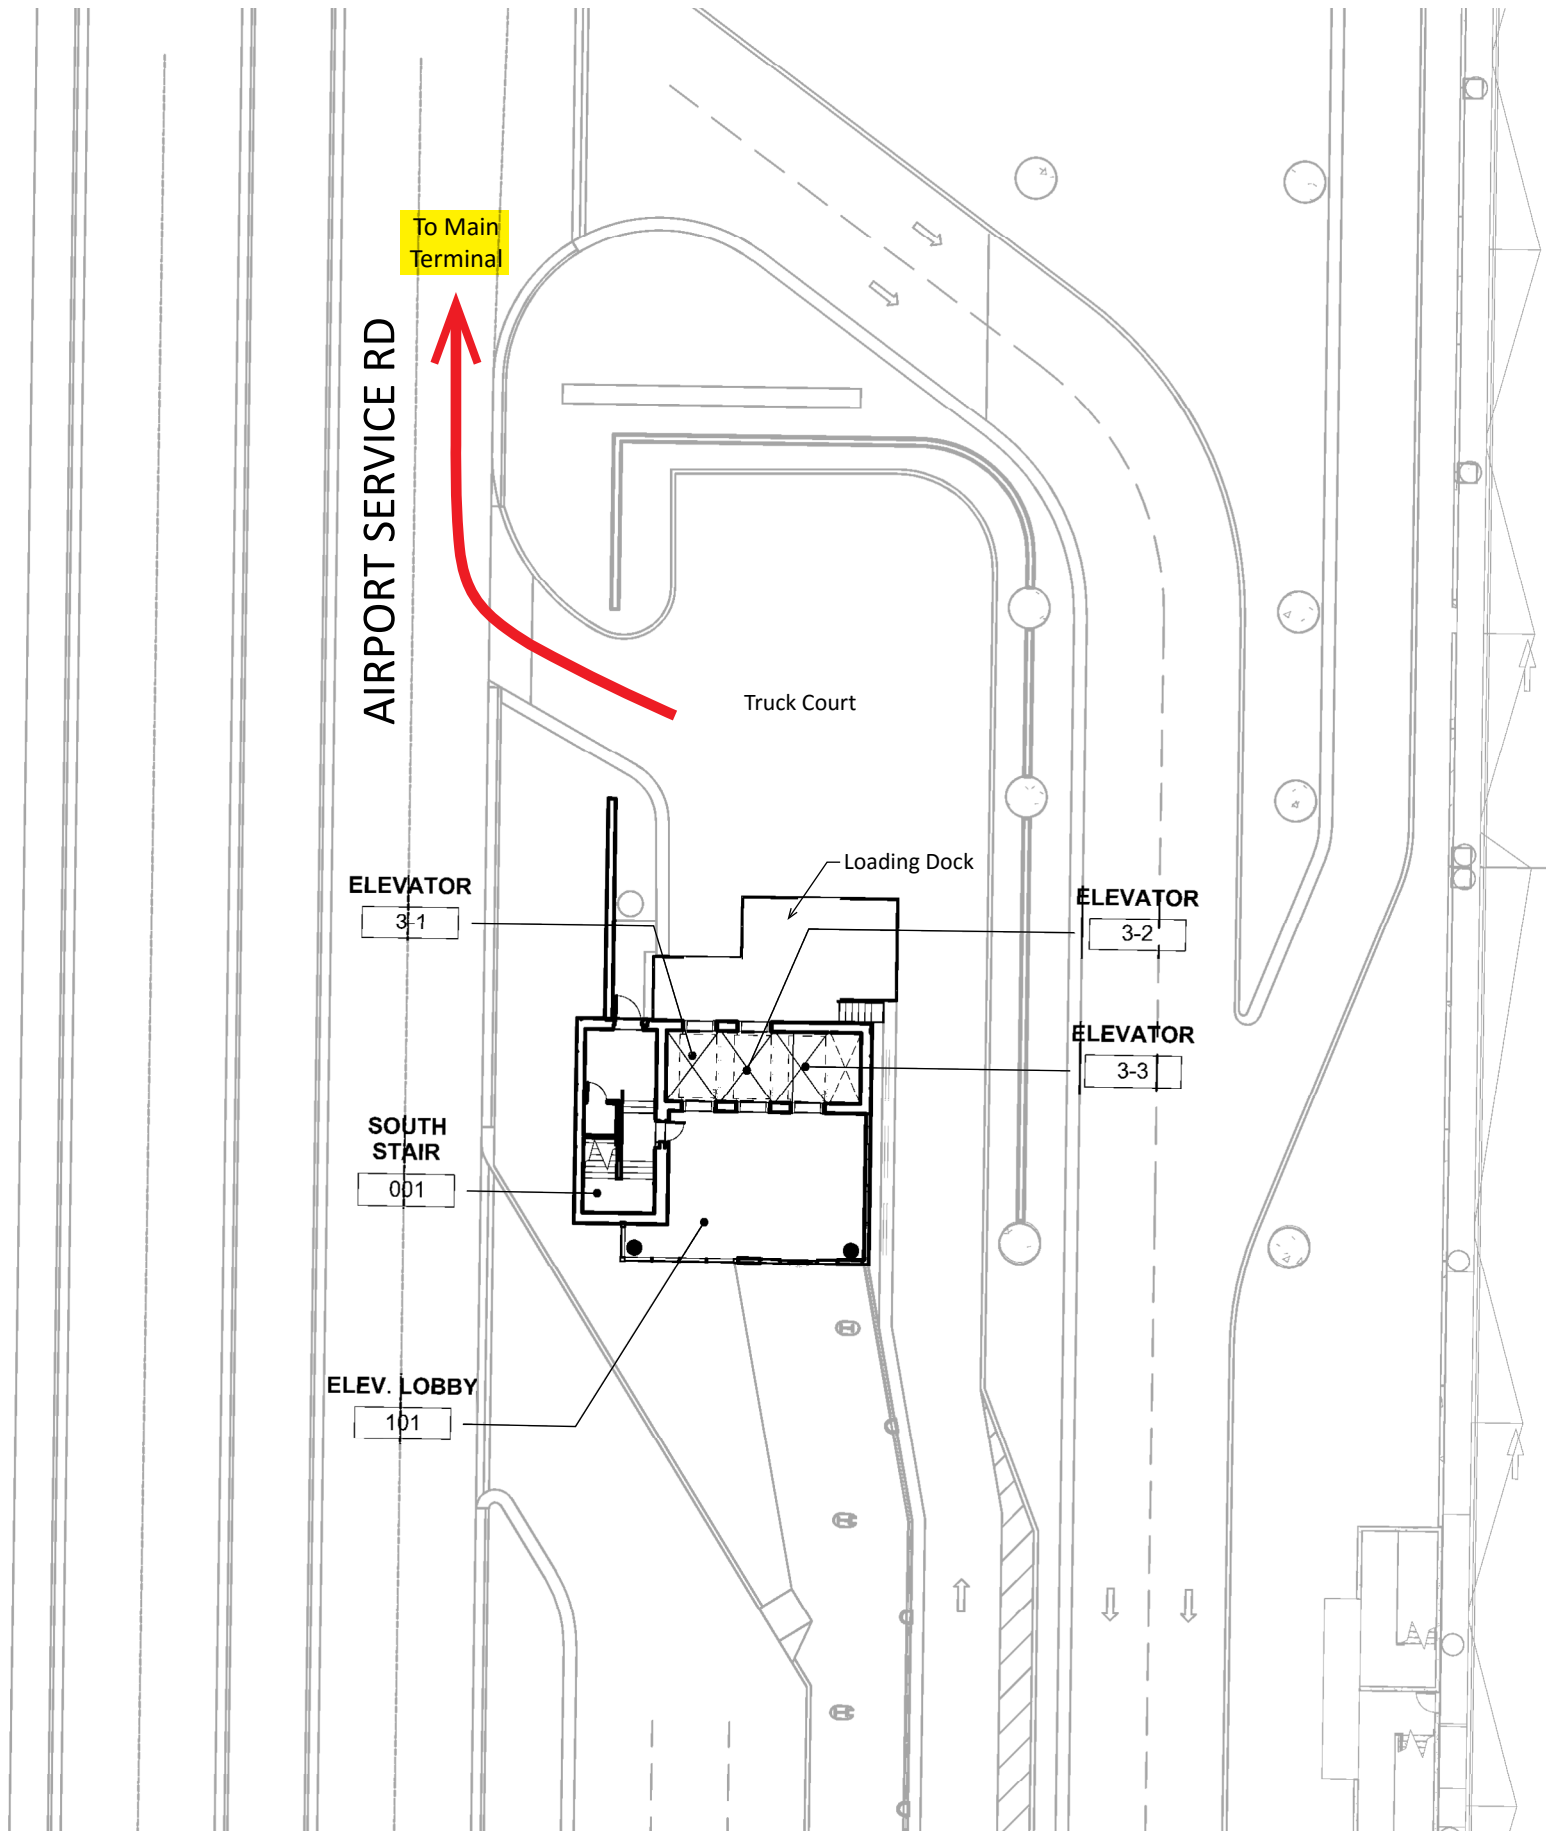 To Main
Terminal
AIRPORT SERVICE RD
Truck Court
Loading Dock
ELEVATOR
3-1
ELEVATOR
3-2
ELEVATOR
3-3
SOUTH
STAIR
001
ELEV. LOBBY
101